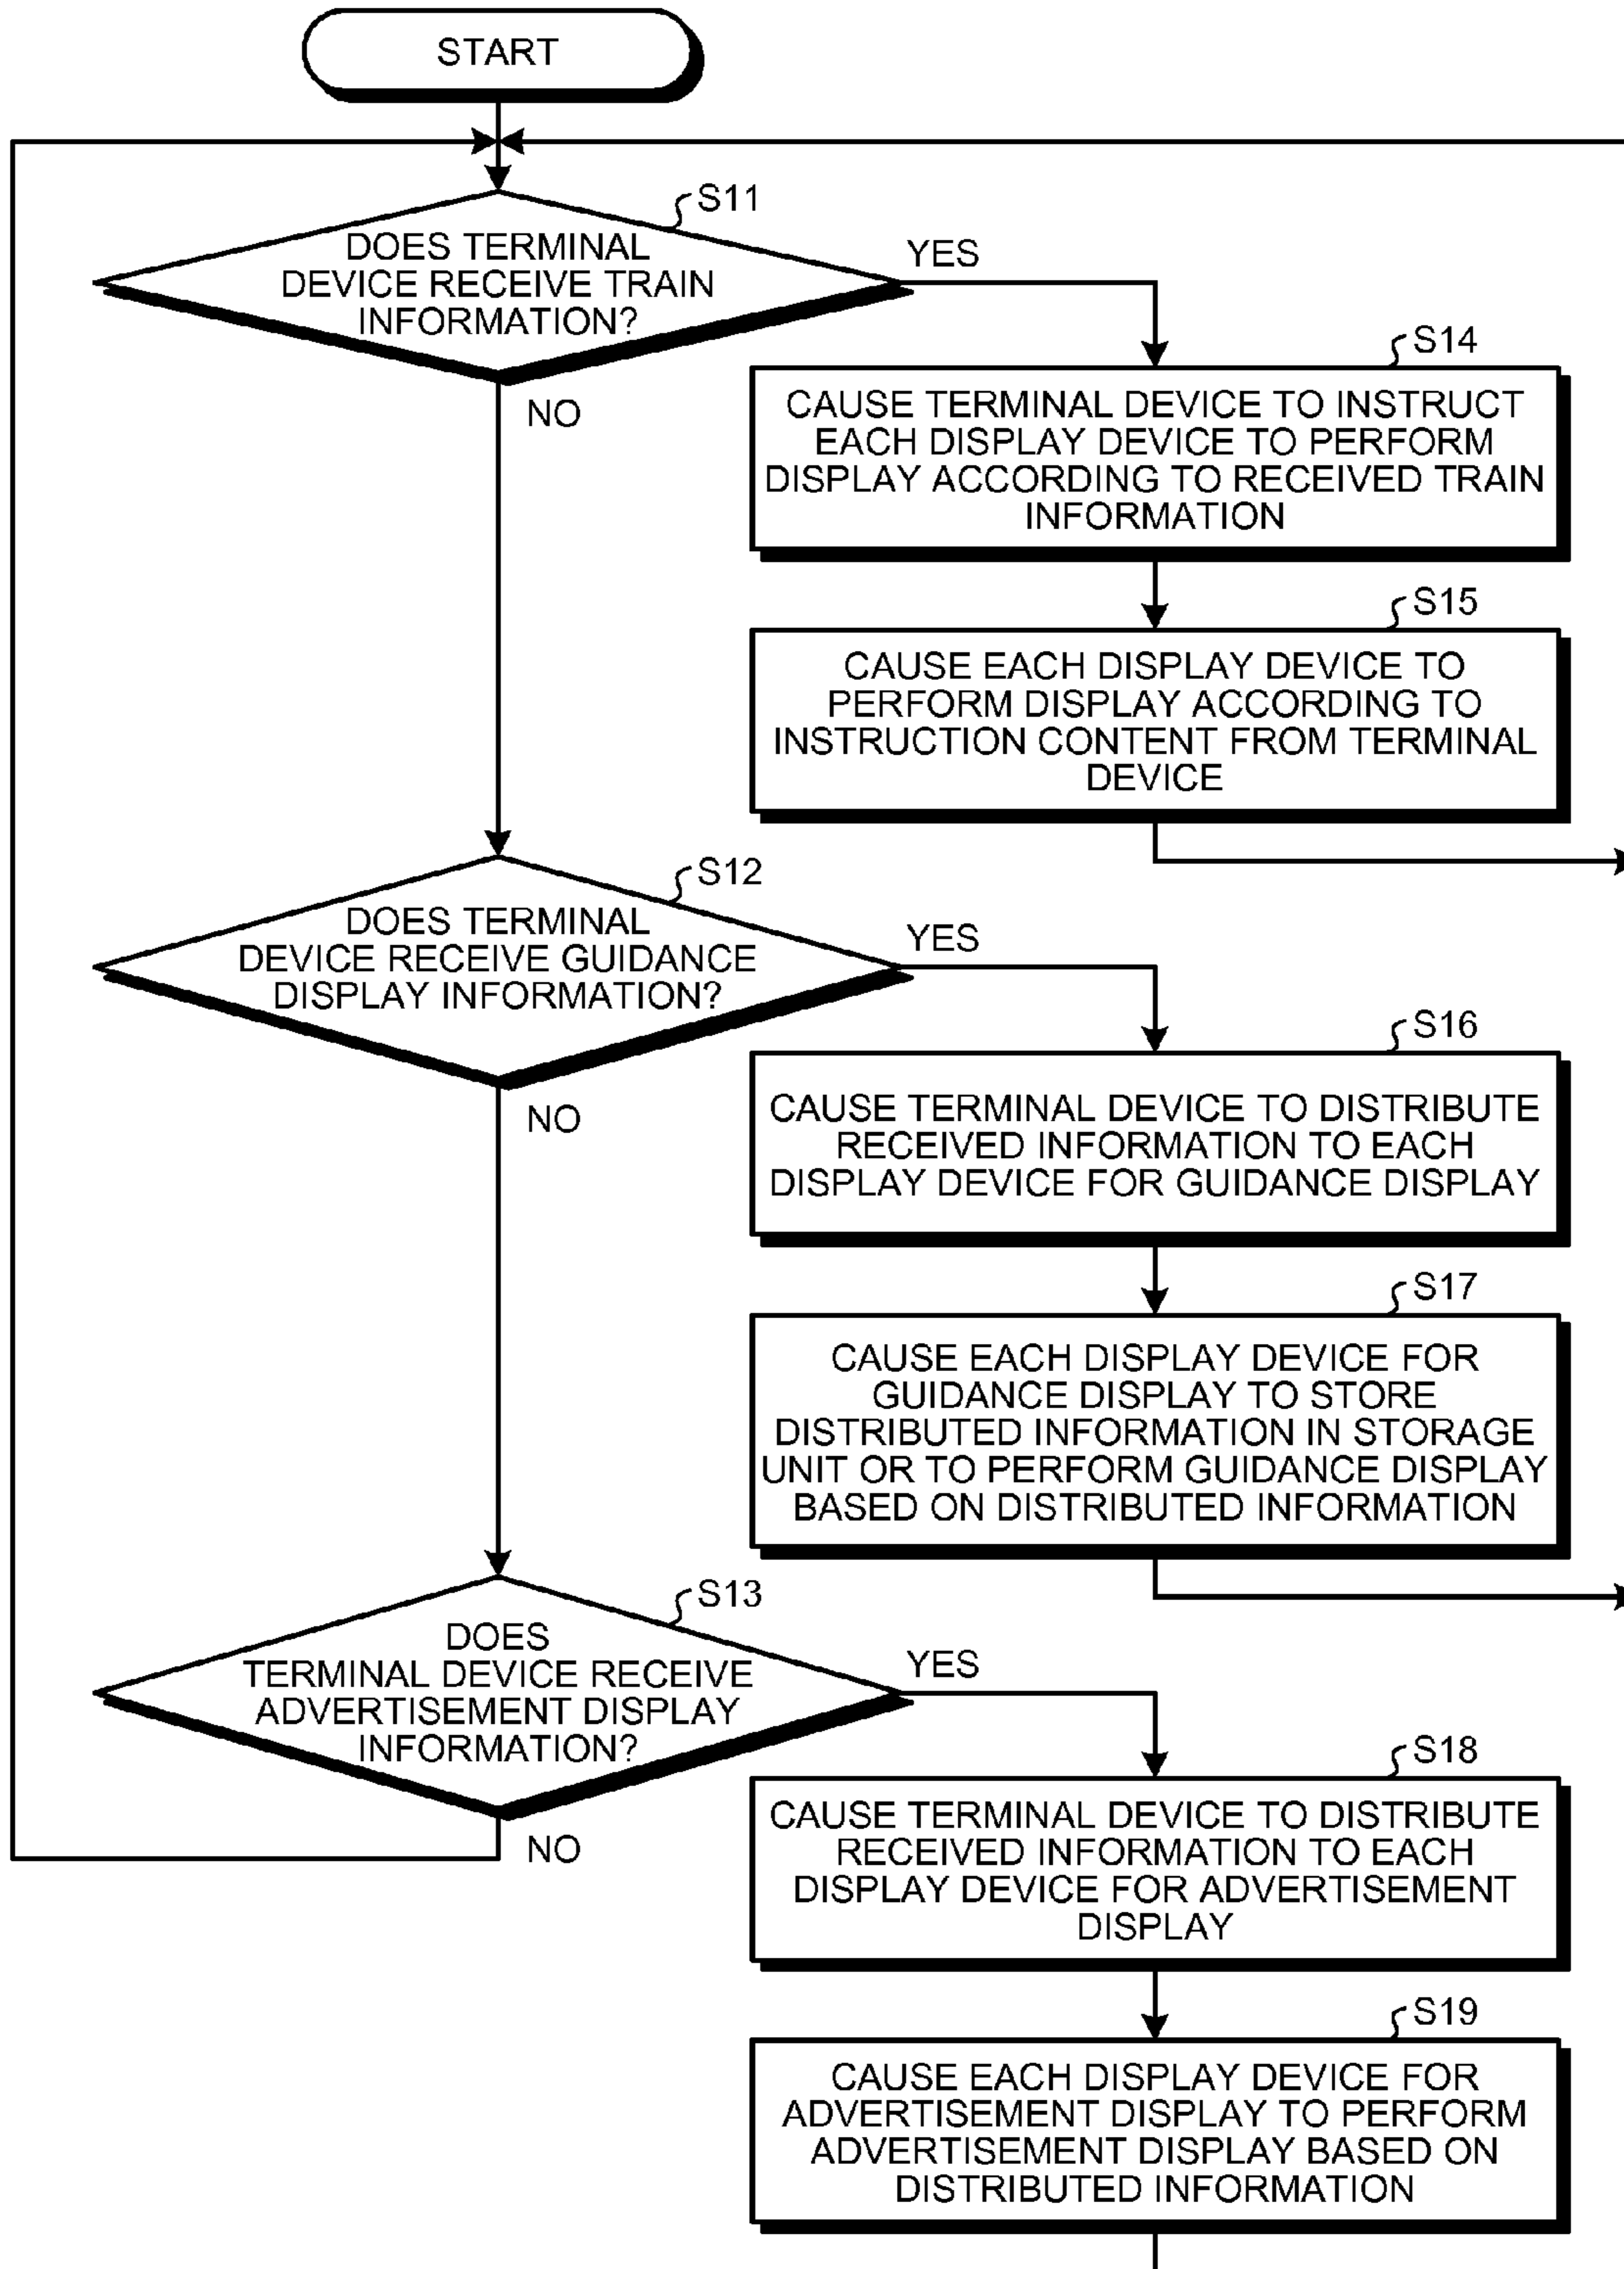 START
S11
DOES TERMINAL
DEVICE RECEIVE TRAIN
INFORMATION?
YES
NO
S14
CAUSE TERMINAL DEVICE TO INSTRUCT
EACH DISPLAY DEVICE TO PERFORM
DISPLAY ACCORDING TO RECEIVED TRAIN
INFORMATION
S15
CAUSE EACH DISPLAY DEVICE TO
PERFORM DISPLAY ACCORDING TO
INSTRUCTION CONTENT FROM TERMINAL
DEVICE
S12
DOES TERMINAL
DEVICE RECEIVE GUIDANCE
DISPLAY INFORMATION?
YES
NO
S16
CAUSE TERMINAL DEVICE TO DISTRIBUTE
RECEIVED INFORMATION TO EACH
DISPLAY DEVICE FOR GUIDANCE DISPLAY
S17
CAUSE EACH DISPLAY DEVICE FOR
GUIDANCE DISPLAY TO STORE
DISTRIBUTED INFORMATION IN STORAGE
UNIT OR TO PERFORM GUIDANCE DISPLAY
BASED ON DISTRIBUTED INFORMATION
S13
DOES
TERMINAL DEVICE RECEIVE
ADVERTISEMENT DISPLAY
INFORMATION?
YES
NO
S18
CAUSE TERMINAL DEVICE TO DISTRIBUTE
RECEIVED INFORMATION TO EACH
DISPLAY DEVICE FOR ADVERTISEMENT
DISPLAY
S19
CAUSE EACH DISPLAY DEVICE FOR
ADVERTISEMENT DISPLAY TO PERFORM
ADVERTISEMENT DISPLAY BASED ON
DISTRIBUTED INFORMATION